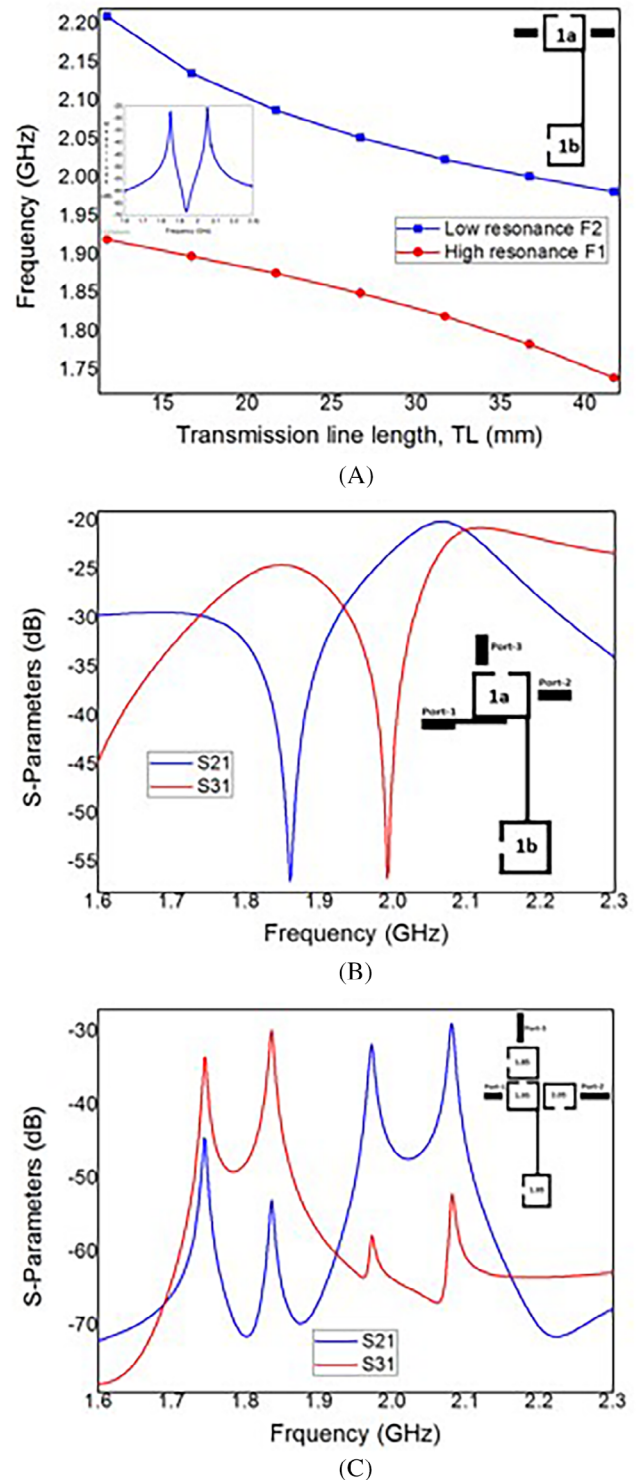 2.20
2.15
2.10
2.05
2.00
1.95
1.90
1.85
1.80
1.75
Frequency (GHz)
1a
1b
Frequency (GHz)
Low resonance F2
High resonance F1
15 20 25 30 35 40
Transmission line length, TL (mm)
(A)
-20
-25
-30
-35
-40
-45
-50
-55
S-Parameters (dB)
Port-3
1a
Port-2
Port-1
1b
S21
S31
1.6 1.7 1.8 1.9 2.0 2.1 2.2 2.3
Frequency (GHz)
(B)
-30
-40
-50
-60
-70
S-Parameters (dB)
Port-2
S21
S31
1.6 1.7 1.8 1.9 2.0 2.1 2.2 2.3
Frquency (GHz)
(C)